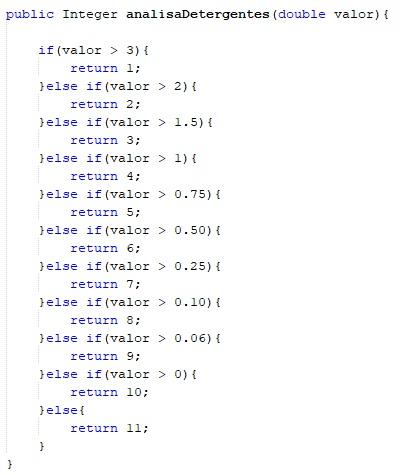 public Integer analisaDetergentes(double valor){
if(valor > 3){
return 1;
}else if(valor > 2){
return 2;
}else if(valor > 1.5){
return 3;
}else if(valor > 1){
return 4;
}else if(valor > 0.75){
return 5;
}else if(valor > 0.50){
return 6;
}else if(valor > 0.25){
return 7;
}else if(valor > 0.10){
return 8;
}else if(valor > 0.06){
return 9;
}else if(valor > 0){
return 10;
}else{
return 11;
}
}